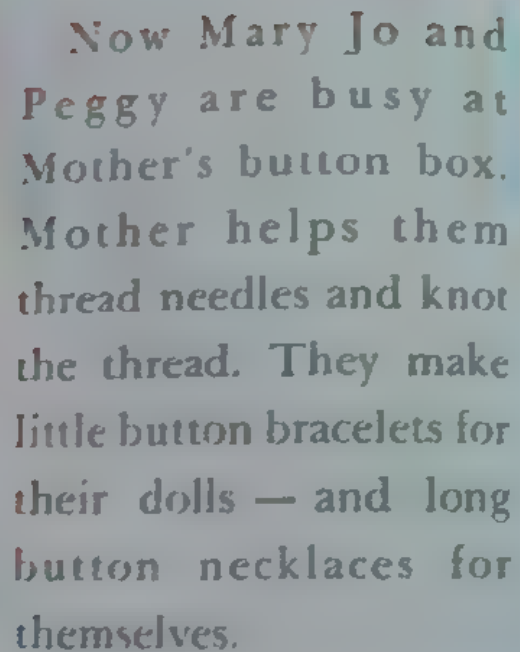 Now Mary Jo and
Peggy are busy at
Mother's button box.
Mother helps them
thread needles and knot
the thread. They make
little button bracelets for
their dolls — and long
button necklaces for
themselves.